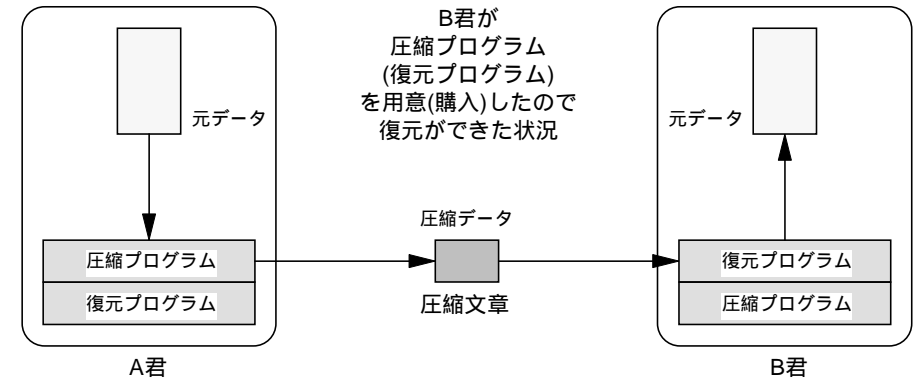 B君が
圧縮プログラム
(復元プログラム)
を用意(購入)したので
復元ができた状況
元データ
元データ
圧縮データ
圧縮プログラム
復元プログラム
圧縮文章
復元プログラム
圧縮プログラム
A君
B君